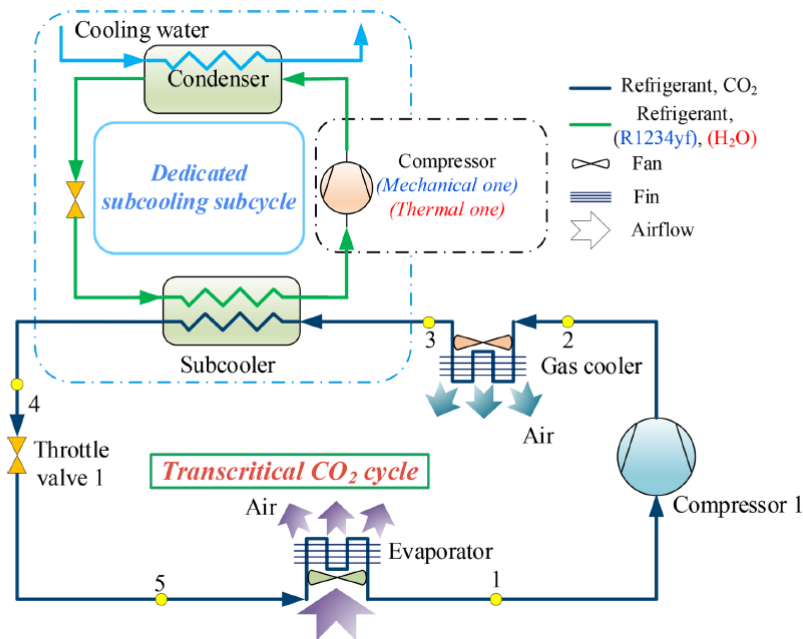 Cooling water
Condenser
Refrigerant, CO₂
Refrigerant,
(R1234yf), (H₂O)
Fan
Fin
Airflow
Dedicated
subcooling subcycle
Compressor
(Mechanical one)
(Thermal one)
Subcooler
3
2
Gas cooler
Air
4
Throttle
valve 1
Transcritical CO₂ cycle
Compressor 1
Air
Evaporator
5
1